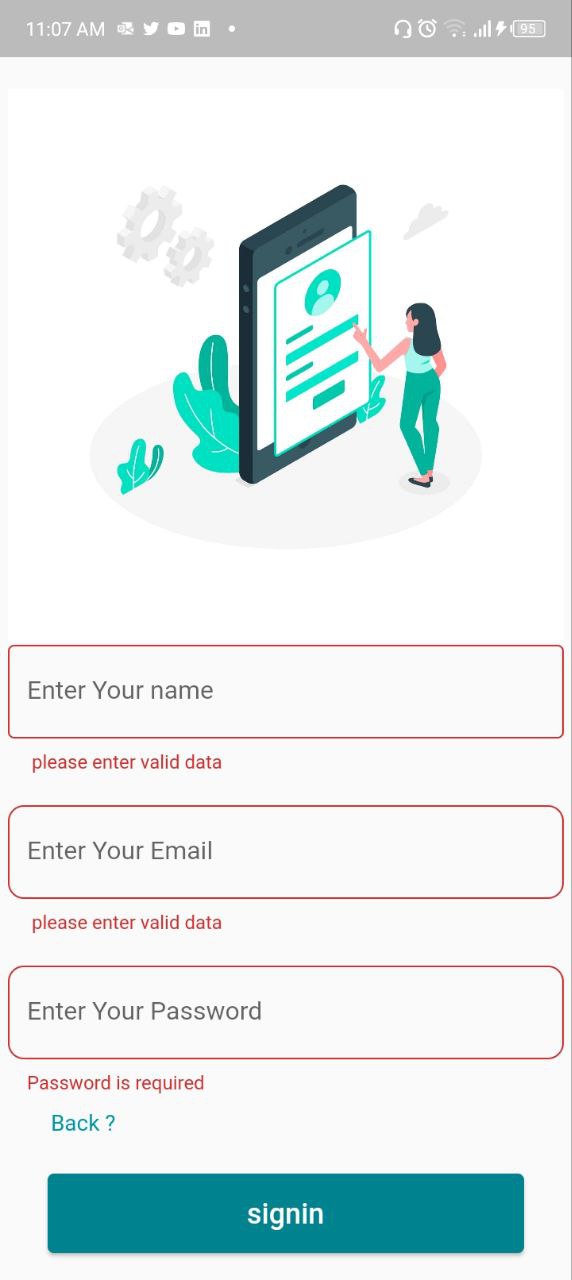 11:07 AM
95
Enter Your name
please enter valid data
Enter Your Email
please enter valid data
Enter Your Password
Password is required
Back ?
signin